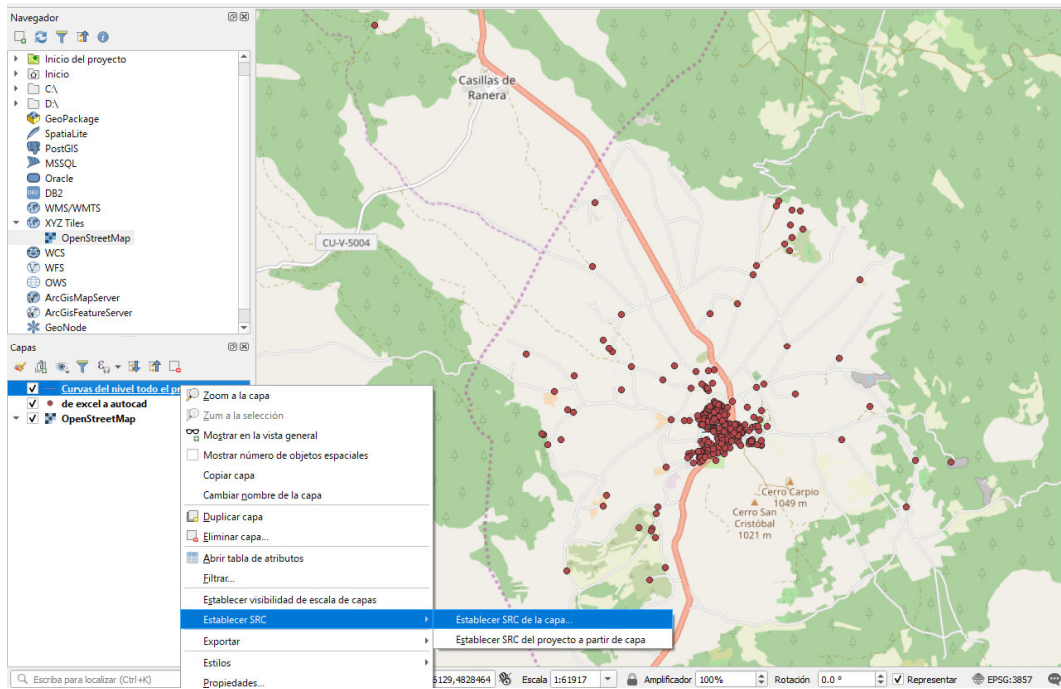 Navegador
Inicio del proyecto
Inicio
C:\
D:\
GeoPackage
SpatiaLite
PostGIS
MSSQL
Oracle
DB2
WMS/WMTS
XYZ Tiles
OpenStreetMap
WCS
WFS
OWS
ArcGisMapServer
ArcGisFeatureServer
GeoNode
Capas
Curvas del nivel todo el
de excel a autocad
OpenStreetMap
Zoom a la capa
Zum a la selección
Mostrar en la vista general
Mostrar número de objetos espaciales
Copiar capa
Cambiar nombre de la capa
Duplicar capa
Eliminar capa...
Abrir tabla de atributos
Filtrar...
Establecer visibilidad de escala de capas
Establecer SRC
Exportar
Estilos
Propiedades...
Establecer SRC de la capa...
Establecer SRC del proyecto a partir de capa
Casillas de
Ranera
CU-V-5004
Cerro Carpio
1049 m
Cerro San
Cristóbal
1021 m
Escriba para localizar (Ctrl+K)
5129,4828464
Escala 1:61917
Amplificador 100%
Rotación 0.0 °
Representar
EPSG:3857